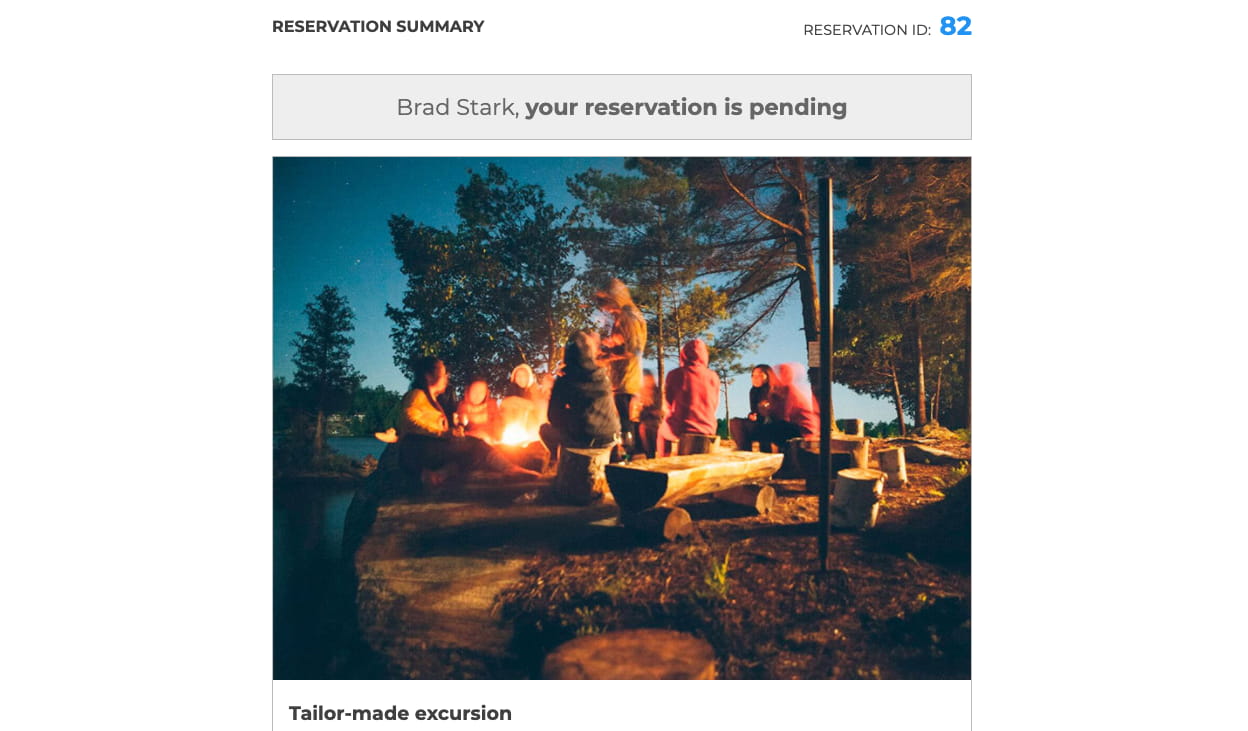 RESERVATION SUMMARY
RESERVATION ID: 82
Brad Stark, your reservation is pending
Tailor-made excursion